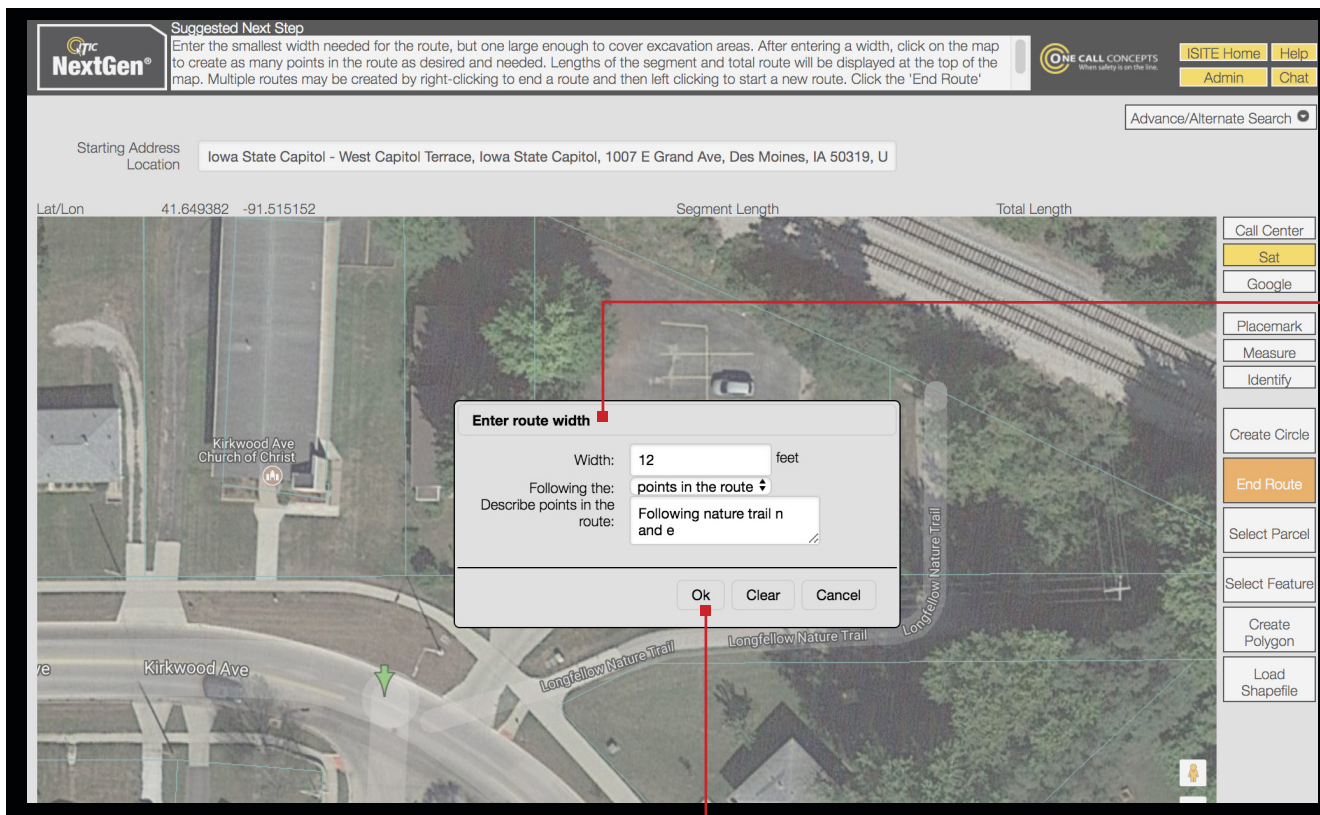 QTIC
NextGen®
Suggested Next Step
Enter the smallest width needed for the route, but one large enough to cover excavation areas. After entering a width, click on the map
to create as many points in the route as desired and needed. Lengths of the segment and total route will be displayed at the top of the
map. Multiple routes may be created by right-clicking to end a route and then left clicking to start a new route. Click the 'End Route'
ONE CALL CONCEPTS
When safety is on the line.
ISITE Home
Help
Admin
Chat
Advance/Alternate Search
Starting Address
Location
Iowa State Capitol - West Capitol Terrace, Iowa State Capitol, 1007 E Grand Ave, Des Moines, IA 50319, U
Lat/Lon 41.649382 -91.515152 Segment Length Total Length
Call Center
Sat
Google
Placemark
Measure
Identify
Create Circle
End Route
Select Parcel
Select Feature
Create
Polygon
Load
Shapefile
Kirkwood Ave
Church of Christ
Enter route width
Width: 12 feet
Following the: points in the route
Describe points in the
route:
Following nature trail n
and e
Ok Clear Cancel
Longfellow Nature Trail
Longfellow Nature Trail
Longfellow Nature Trail
ve
Kirkwood Ave